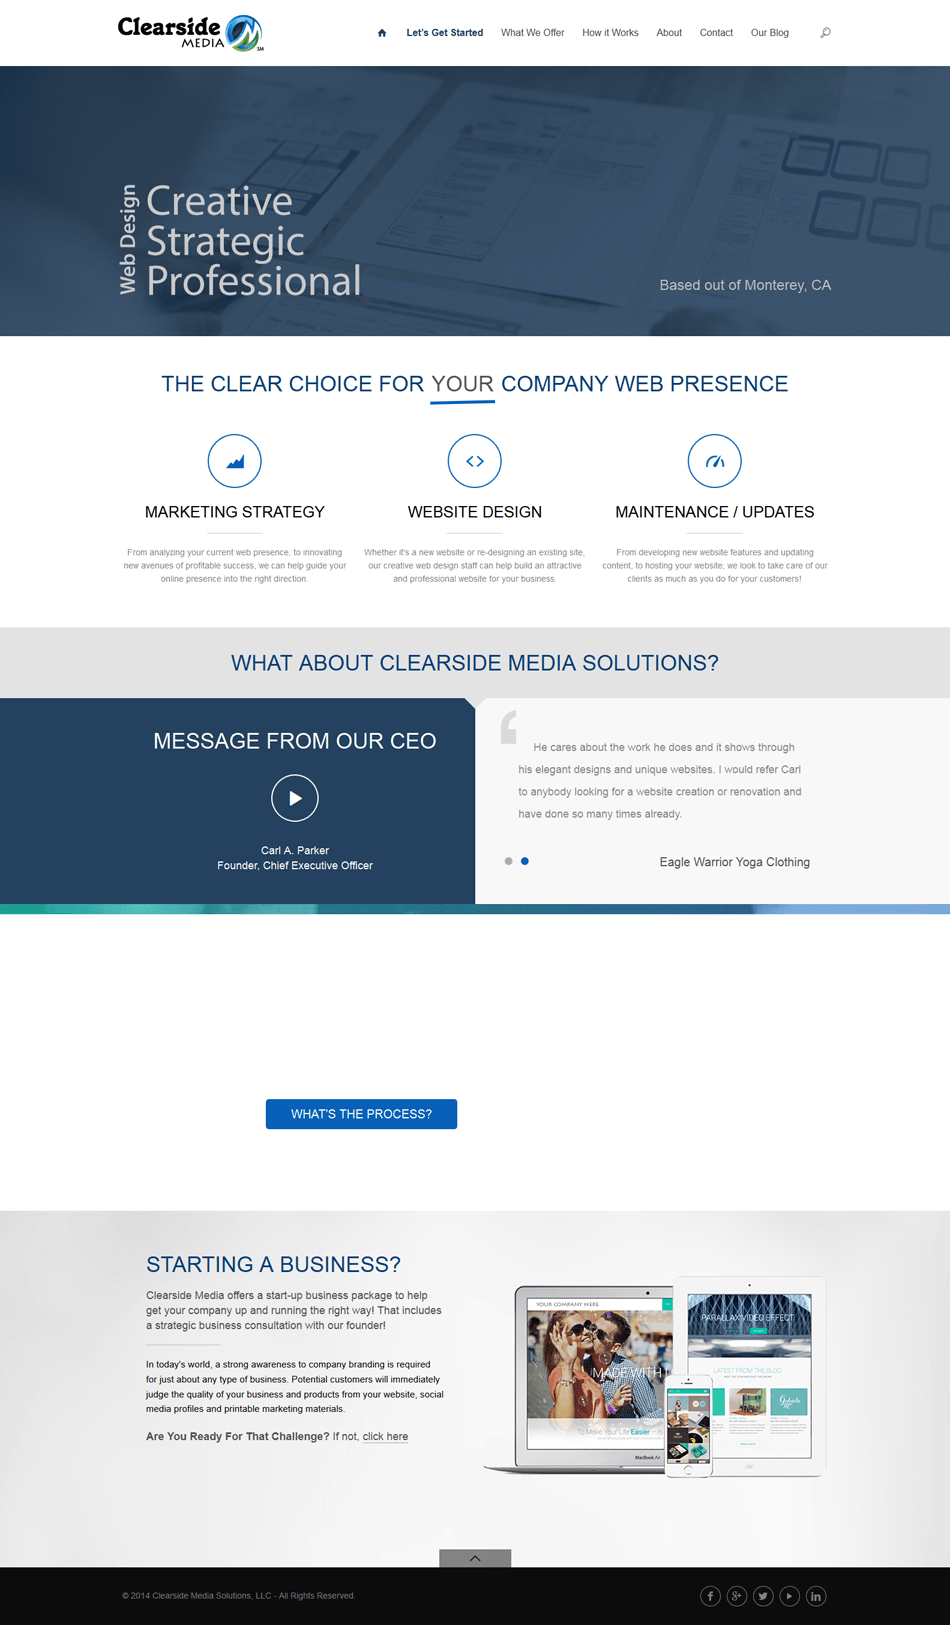 Clearside
MEDIA
SM
Let's Get Started
What We Offer
How it Works
About
Contact
Our Blog
Web Design
Creative
Strategic
Professional
Based out of Monterey, CA
THE CLEAR CHOICE FOR YOUR COMPANY WEB PRESENCE
MARKETING STRATEGY
From analyzing your current web presence, to innovating
new avenues of profitable success, we can help guide your
online presence into the right direction.
WEBSITE DESIGN
Whether it's a new website or re-designing an existing site,
our creative web design staff can help build an attractive
and professional website for your business.
MAINTENANCE / UPDATES
From developing new website features and updating
content, to hosting your website; we look to take care of our
clients as much as you do for your customers!
WHAT ABOUT CLEARSIDE MEDIA SOLUTIONS?
MESSAGE FROM OUR CEO
Carl A. Parker
Founder, Chief Executive Officer
He cares about the work he does and it shows through
his elegant designs and unique websites. I would refer Carl
to anybody looking for a website creation or renovation and
have done so many times already.
Eagle Warrior Yoga Clothing
WHAT'S THE PROCESS?
STARTING A BUSINESS?
Clearside Media offers a start-up business package to help
get your company up and running the right way! That includes
a strategic business consultation with our founder!
In today's world, a strong awareness to company branding is required
for just about any type of business. Potential customers will immediately
judge the quality of your business and products from your website, social
media profiles and printable marketing materials.
Are You Ready For That Challenge? If not, click here
YOUR COMPANY HERE
MADE WITH
To Make Your Life Easier – is
MacBook Air
PARALLAX VIDEO EFFECT
LATEST FROM THE BLOG
© 2014 Clearside Media Solutions, LLC - All Rights Reserved.